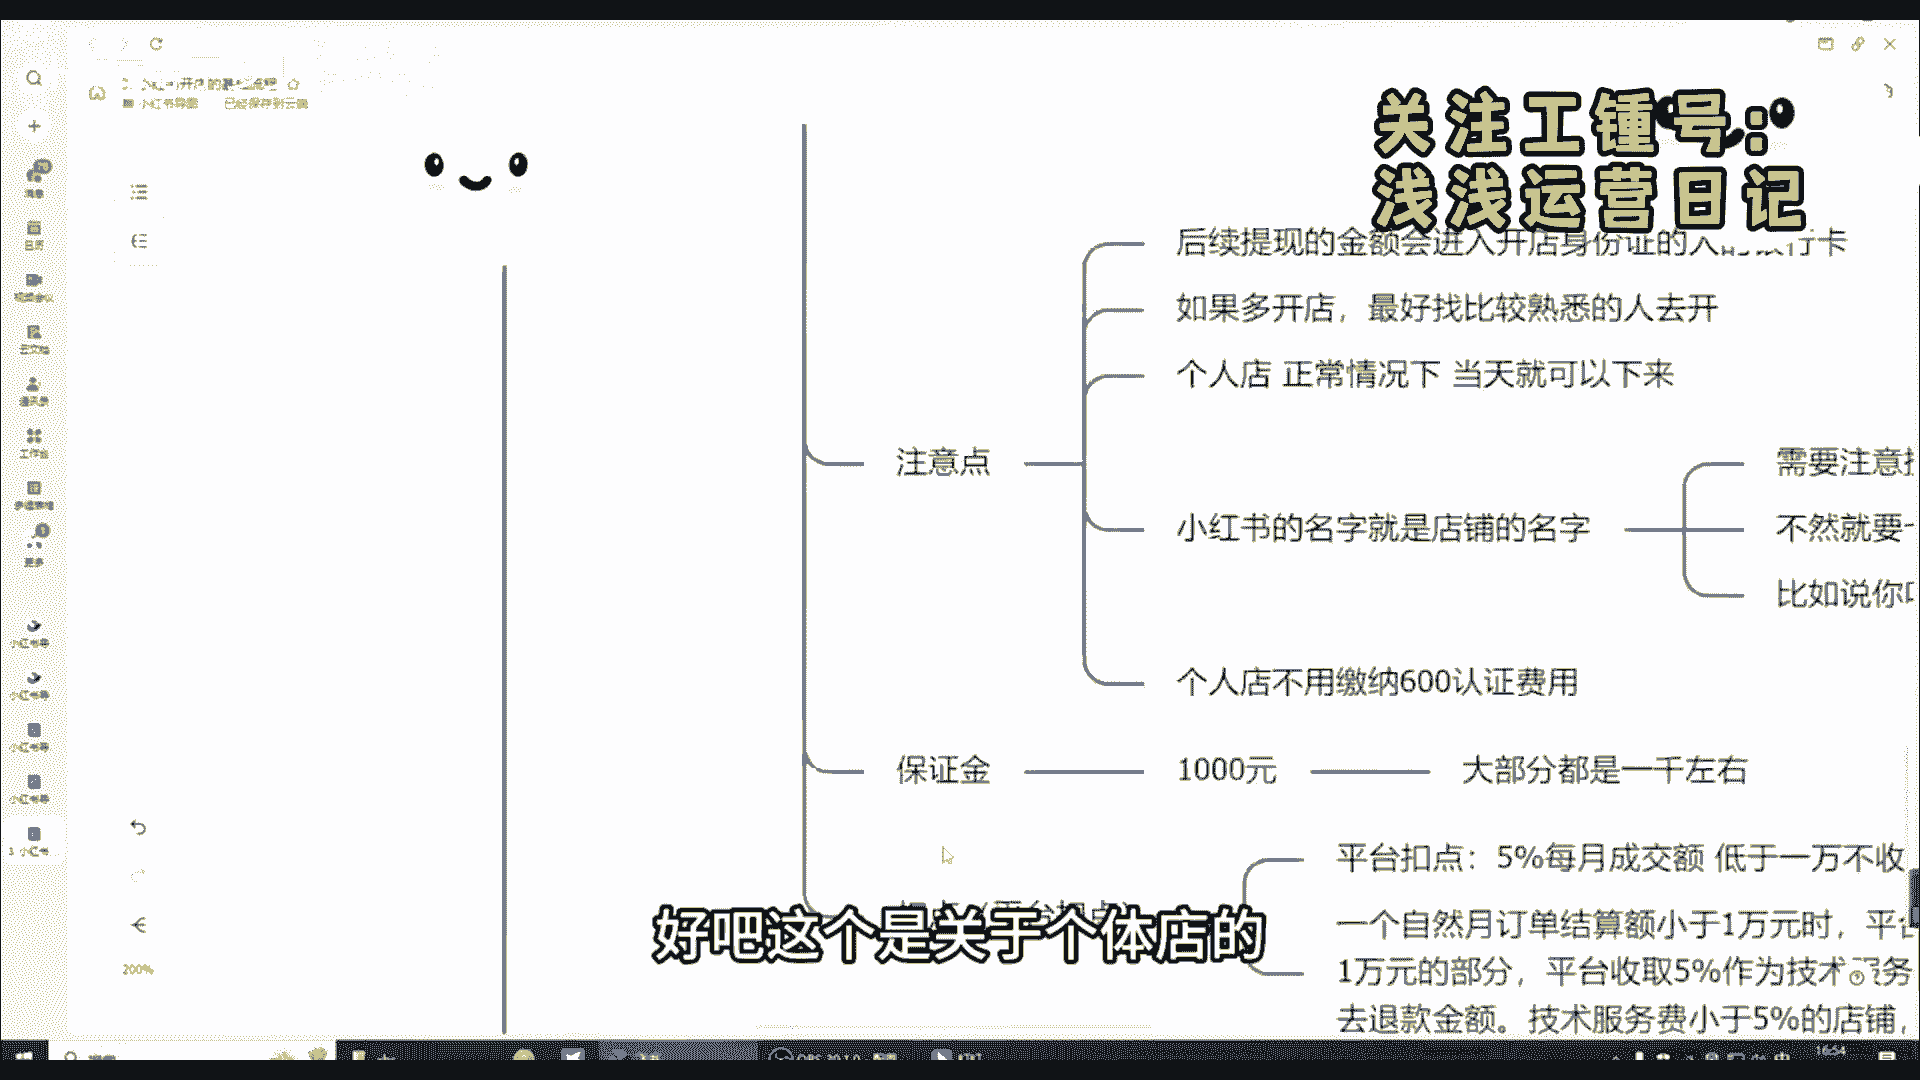 关注工锺号：
浅浅运营日记
已经保存到云端
后续提现的金额会进入开店身份证的人
如果多开店，最好找比较熟悉的人去开
个人店 正常情况下 当天就可以下来
注意点
需要注意
小红书的名字就是店铺的名字
不然就要
比如说你
个人店不用缴纳600认证费用
保证金
1000元
大部分都是一千左右
平台扣点：5%每月成交额 低于一万不收
一个自然月订单结算额小于1万元时，平
1万元的部分，平台收取5%作为技术服务
去退款金额。技术服务费小于5%的店铺，
好吧这个是关于个体店的
200%
16:54